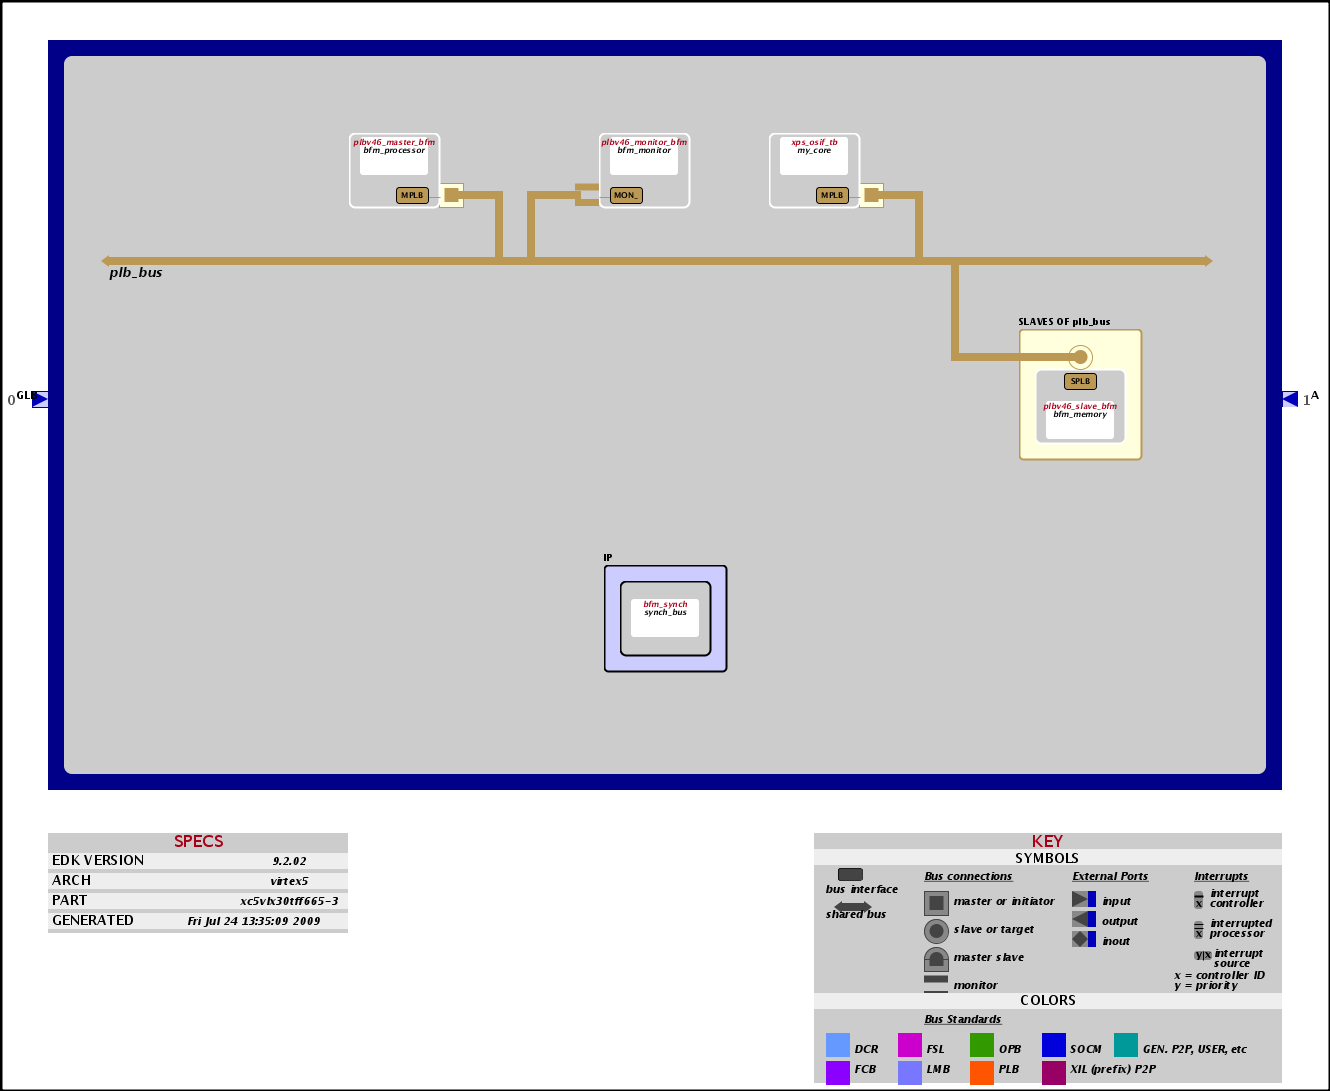 plbv46_master_bfm
bfm_processor
MPLB
plbv46_monitor_bfm
bfm_monitor
MON_
xps_osif_tb
my_core
MPLB
plb_bus
SLAVES OF plb_bus
SPLB
plbv46_slave_bfm
bfm_memory
0
1 A
IP
bfm_synch
synch_bus
SPECS
EDK VERSION 9.2.02
ARCH virtex5
PART xc5vlx30tff665-3
GENERATED Fri Jul 24 13:35:09 2009
KEY
SYMBOLS
bus interface
shared bus
Bus connections
master or initiator
slave or target
master slave
monitor
External Ports
input
output
inout
Interrupts
x
interrupt
controller
x
interrupted
processor
y|x
interrupt
source
x = controller ID
y = priority
COLORS
Bus Standards
DCR
FSL
OPB
SOCM
GEN. P2P, USER, etc
FCB
LMB
PLB
XIL (prefix) P2P